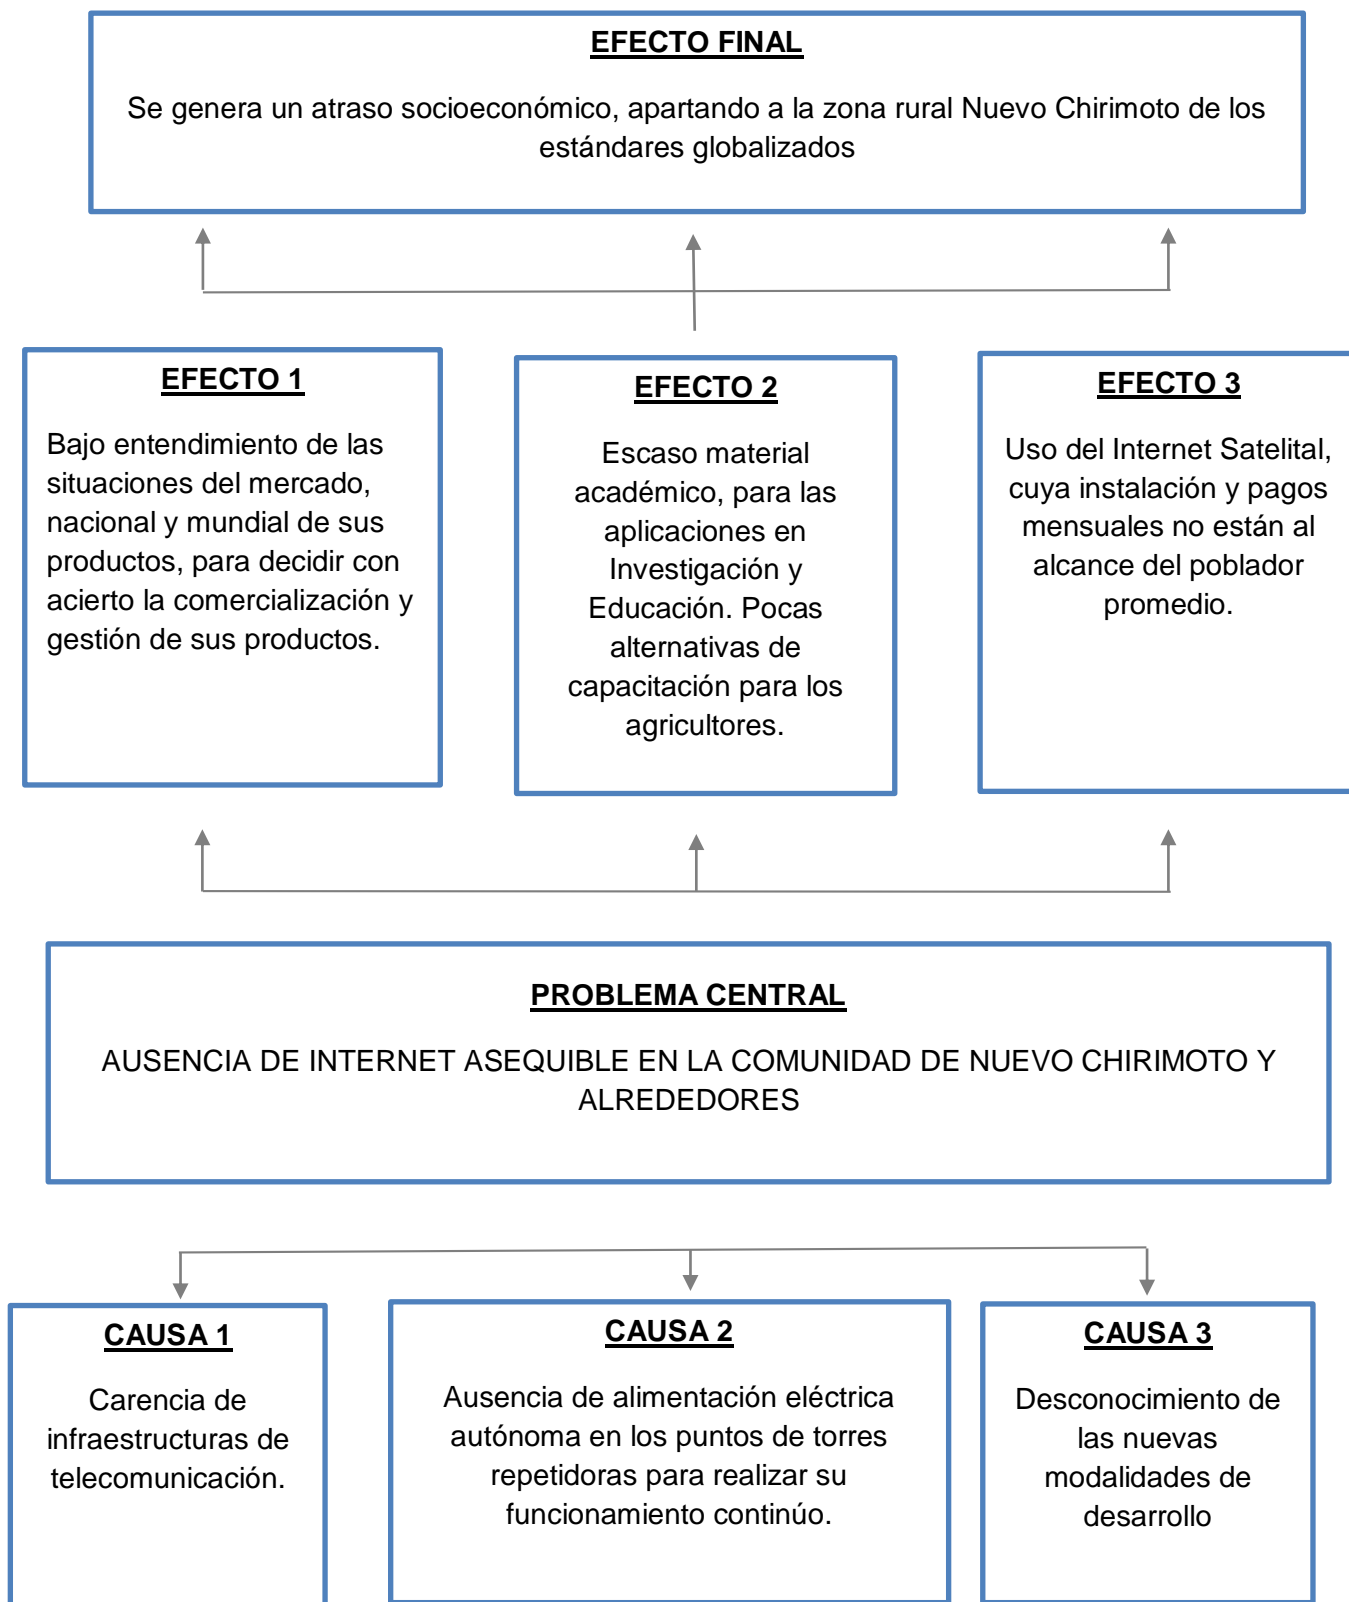 EFECTO FINAL
Se genera un atraso socioeconómico, apartando a la zona rural Nuevo Chirimoto de los
estándares globalizados
EFECTO 1
Bajo entendimiento de las
situaciones del mercado,
nacional y mundial de sus
productos, para decidir con
acierto la comercialización y
gestión de sus productos.
EFECTO 2
Escaso material
académico, para las
aplicaciones en
Investigación y
Educación. Pocas
alternativas de
capacitación para los
agricultores.
EFECTO 3
Uso del Internet Satelital,
cuya instalación y pagos
mensuales no están al
alcance del poblador
promedio.
PROBLEMA CENTRAL
AUSENCIA DE INTERNET ASEQUIBLE EN LA COMUNIDAD DE NUEVO CHIRIMOTO Y
ALREDEDORES
CAUSA 1
Carencia de
infraestructuras de
telecomunicación.
CAUSA 2
Ausencia de alimentación eléctrica
autónoma en los puntos de torres
repetidoras para realizar su
funcionamiento continúo.
CAUSA 3
Desconocimiento de
las nuevas
modalidades de
desarrollo